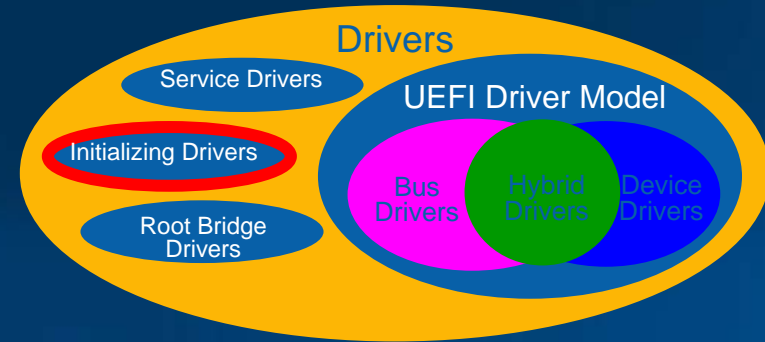 Drivers
Service Drivers
UEFI Driver Model
Initializing Drivers
Bus
Drivers
Hybrid
Drivers
Device
Drivers
Root Bridge
Drivers